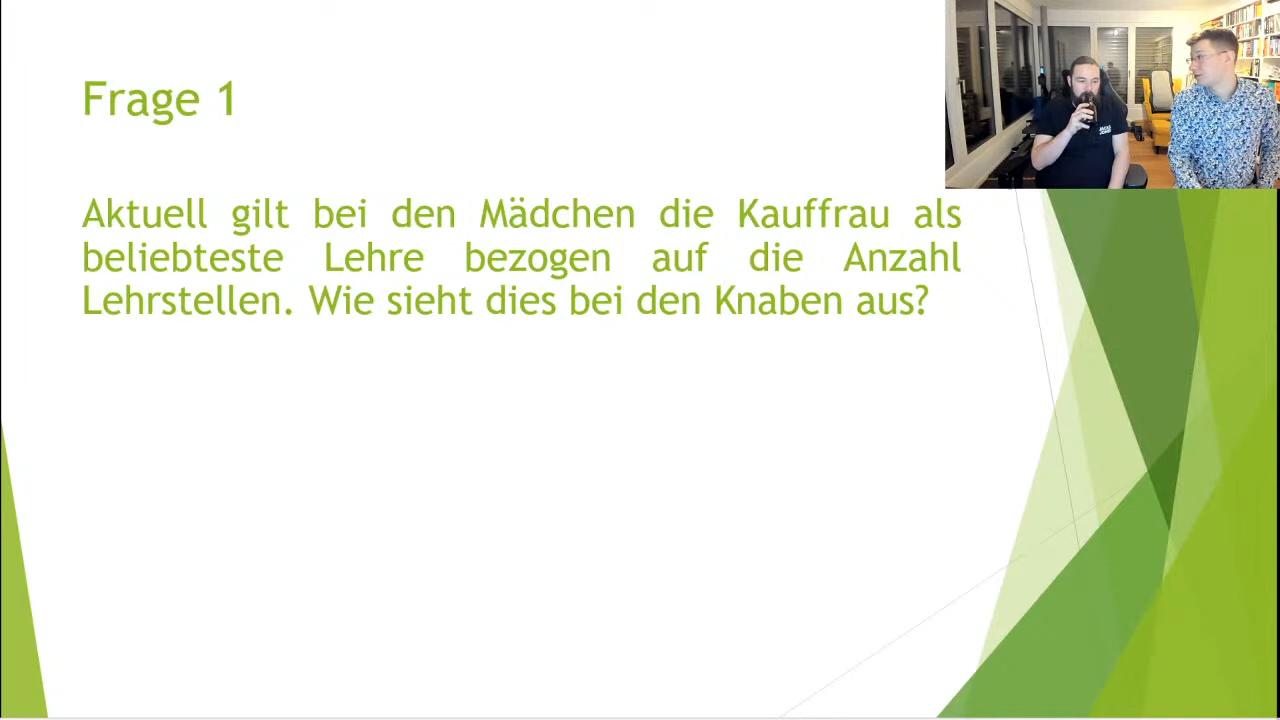 Frage 1
Aktuell gilt bei den Mädchen die Kauffrau als
beliebteste Lehre bezogen auf die Anzahl
Lehrstellen. Wie sieht dies bei den Knaben aus?